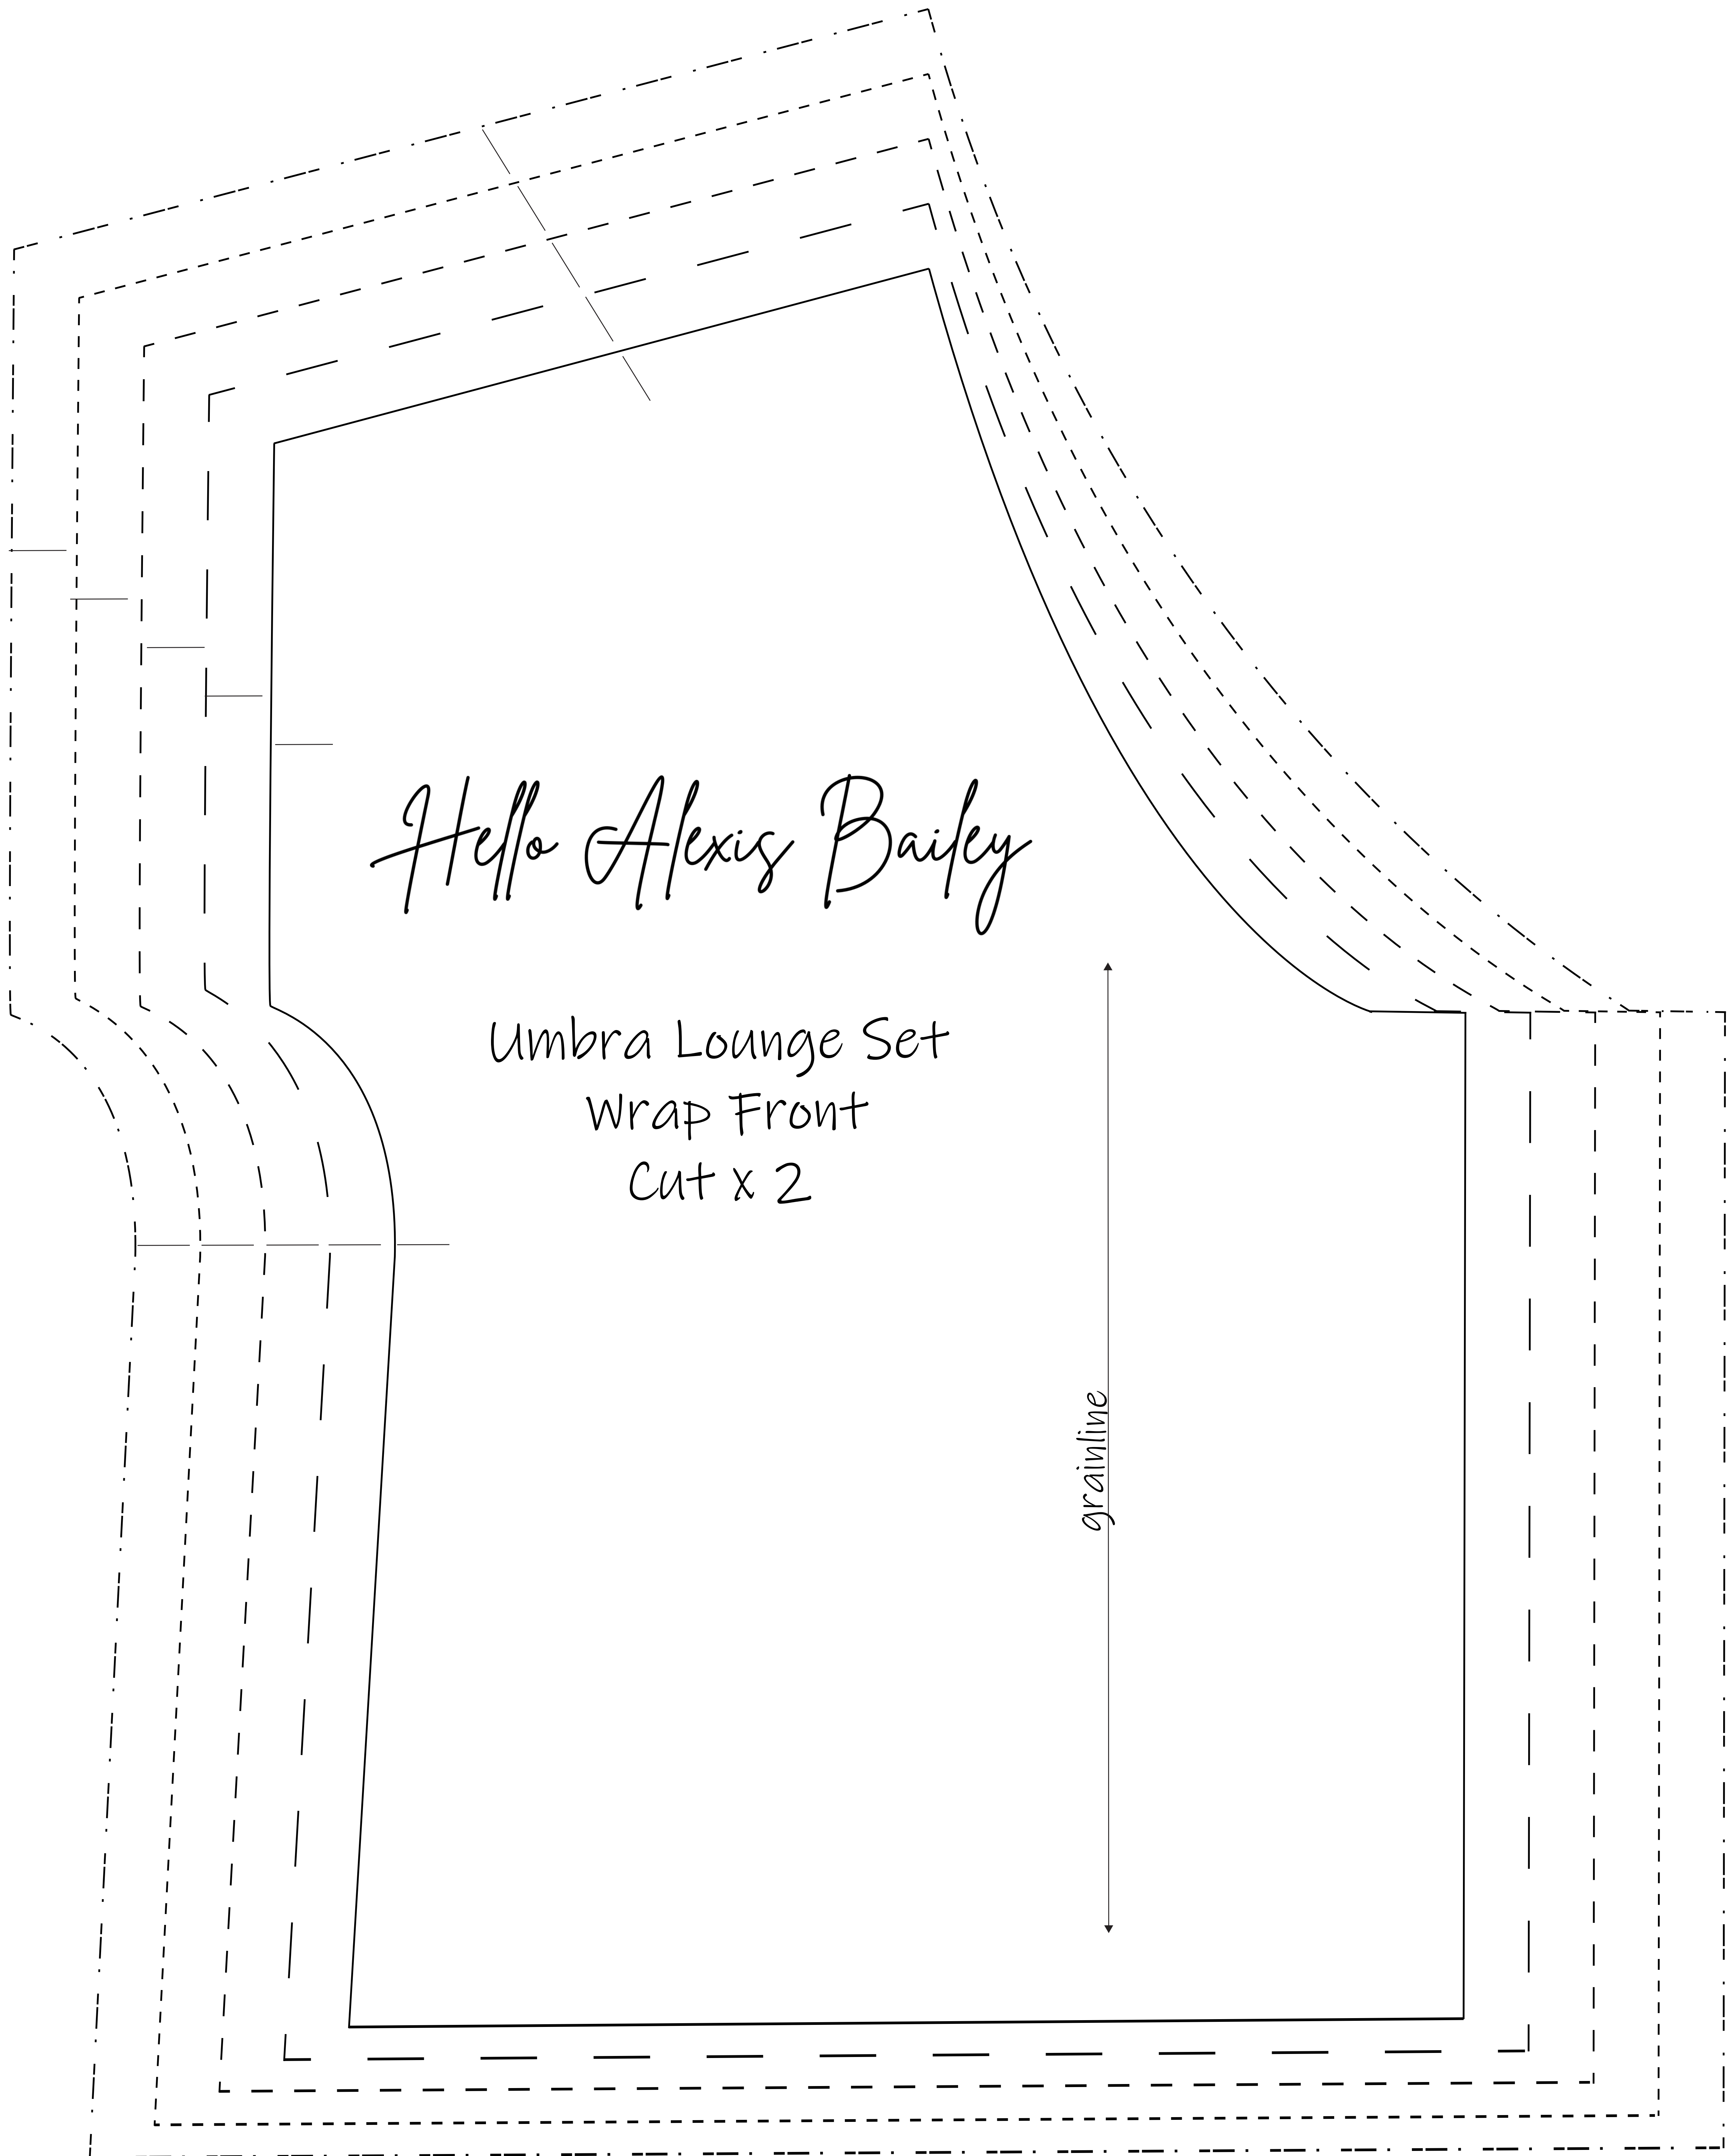 Hello Alexis Bailey
Umbra Lounge Set
Wrap Front
Cut x 2
grainline